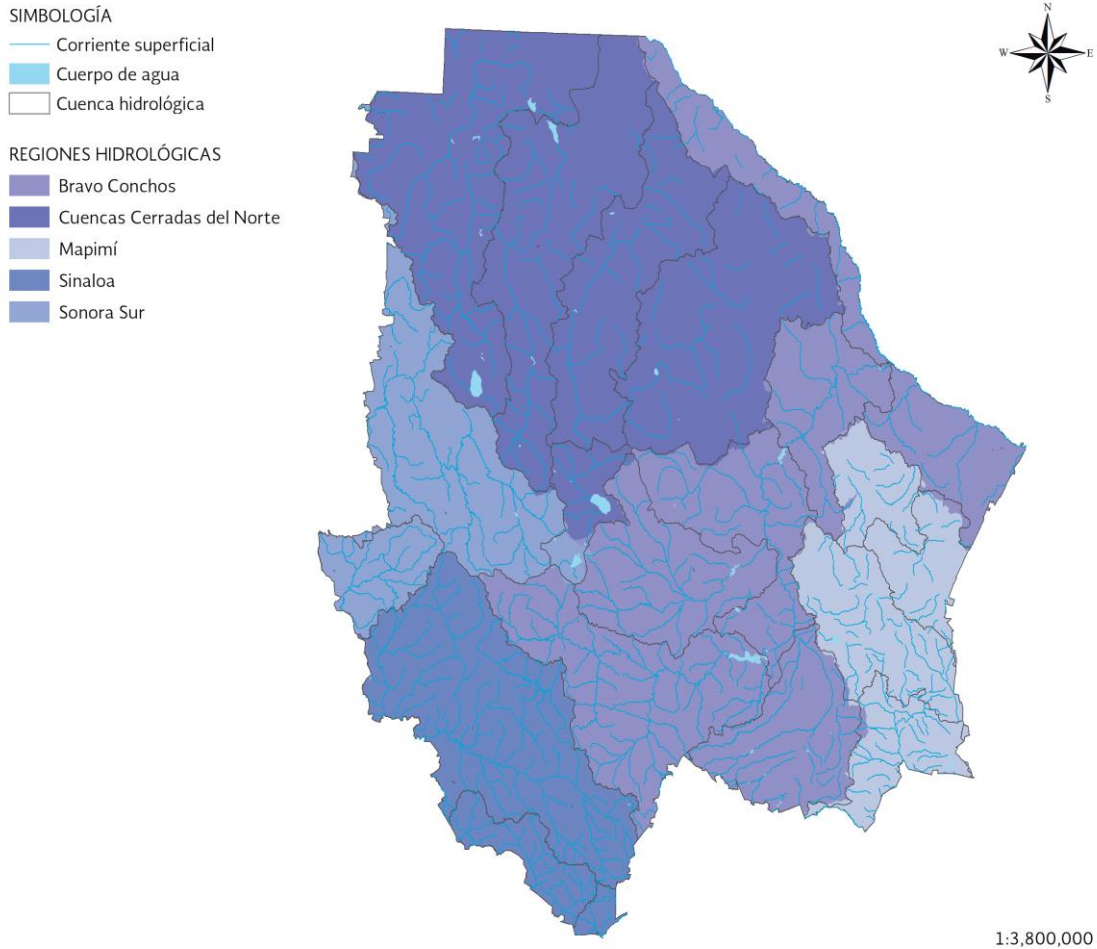 SIMBOLOGÍA
Corriente superficial
Cuerpo de agua
Cuenca hidrológica
REGIONES HIDROLÓGICAS
Bravo Conchos
Cuencas Cerradas del Norte
Mapimí
Sinaloa
Sonora Sur
N
W E
S
1:3,800,000